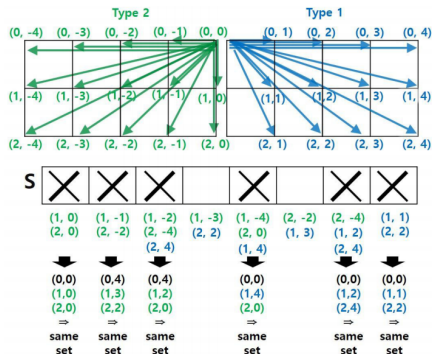 Type 2 Type 1
(0, -4) (0, -3) (0, -2) (0, -1) (0, 0) (0, 1) (0, 2) (0, 3) (0, 4)
(1, -4) (1, -3) (1, -2) (1, -1) (1, 0) (1,1) (1,2) (1, 3) (1, 4)
(2, -4) (2, -3) (2, -2) (2, -1) (2, 0) (2, 1) (2, 2) (2, 3) (2, 4)
S
(1, 0) (1, -1) (1, -2) (1, -3) (1, -4) (2, -2) (2, -4) (1, 1)
(2, 0) (2, -2) (2, -4) (2, 2) (2, 0) (1, 3) (1, 2) (2, 2)
(2, 4) (1, 4) (2, 4)
(0,0) (0,4) (0,4) (0,0) (0,0) (0,0)
(1,0) (1,3) (1,2) (1,4) (1,2) (1,1)
(2,0) (2,2) (2,0) (2,0) (2,4) (2,2)
⇒ ⇒ ⇒ ⇒ ⇒ ⇒
same same same same same same
set set set set set set